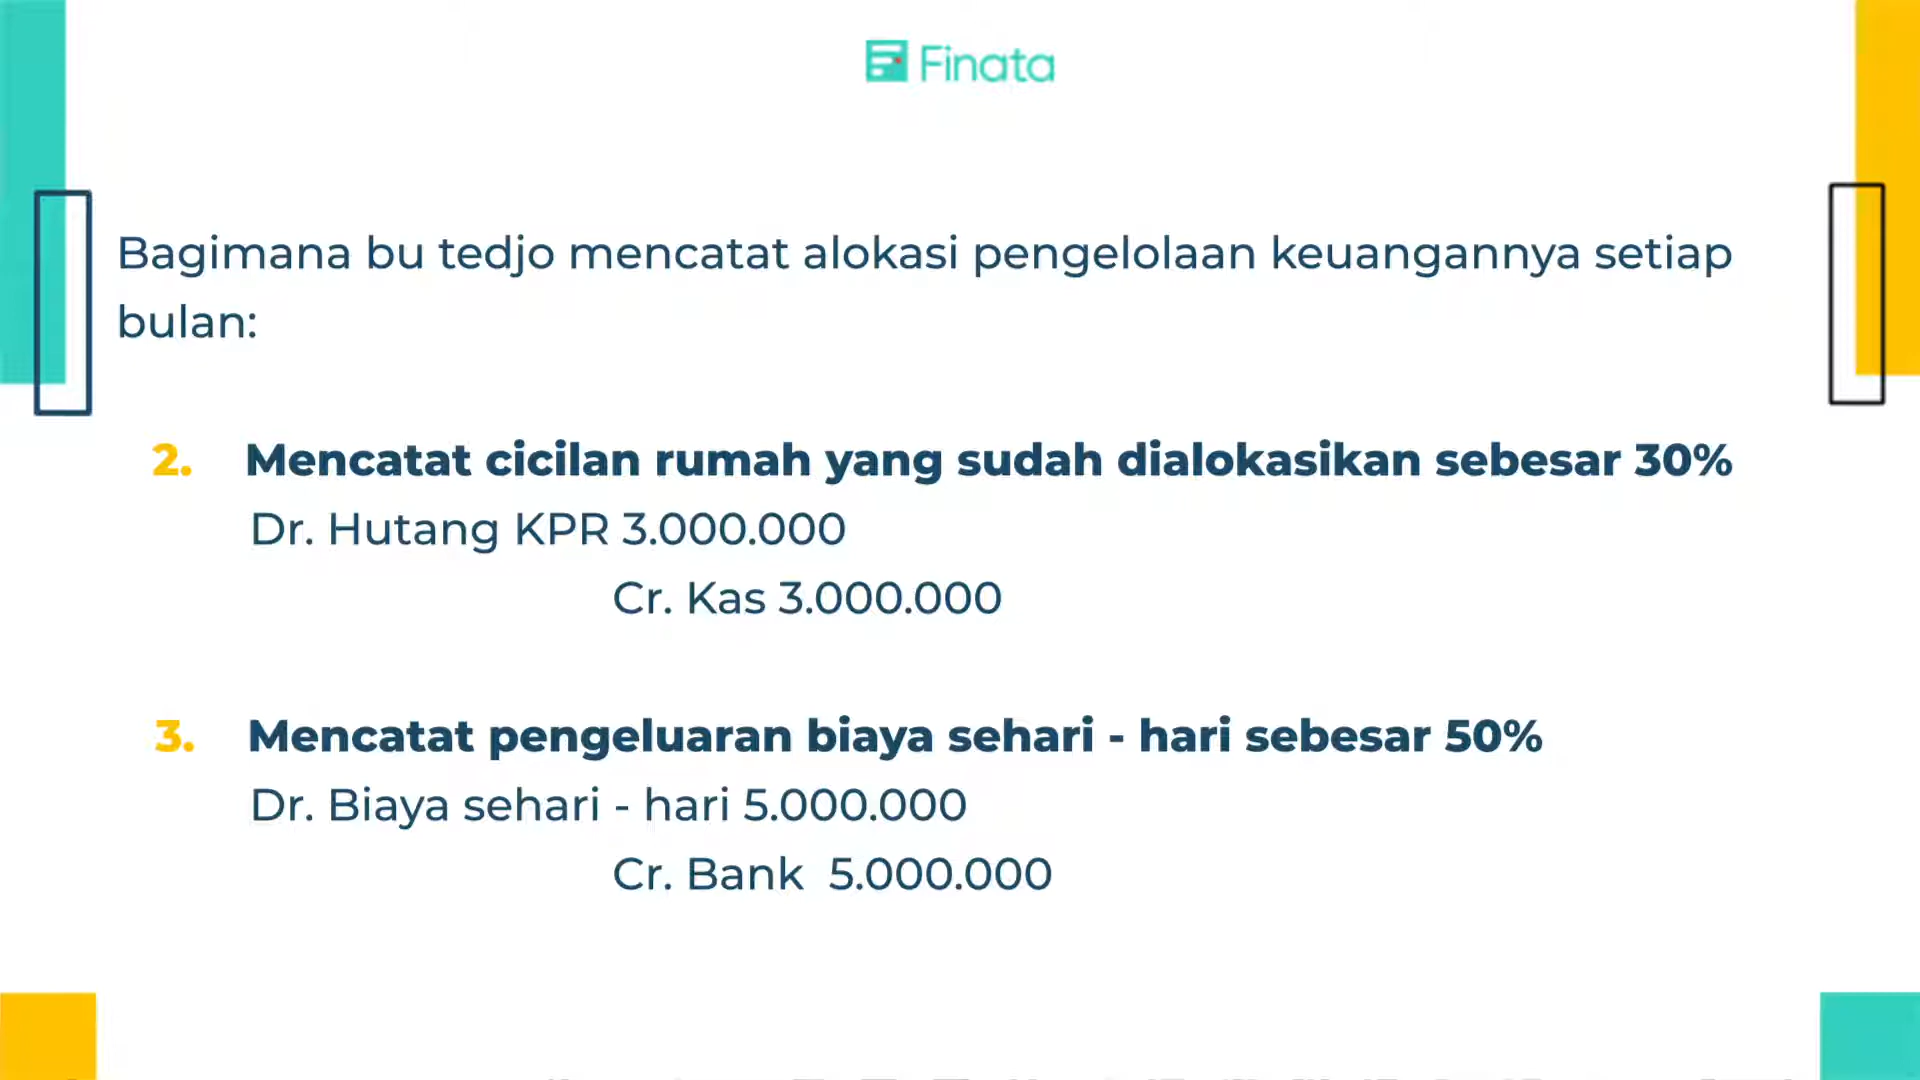 Finata
Bagimana bu tedjo mencatat alokasi pengelolaan keuangannya setiap
bulan:
2. Mencatat cicilan rumah yang sudah dialokasikan sebesar 30%
Dr. Hutang KPR 3.000.000
Cr. Kas 3.000.000
3. Mencatat pengeluaran biaya sehari - hari sebesar 50%
Dr. Biaya sehari - hari 5.000.000
Cr. Bank 5.000.000